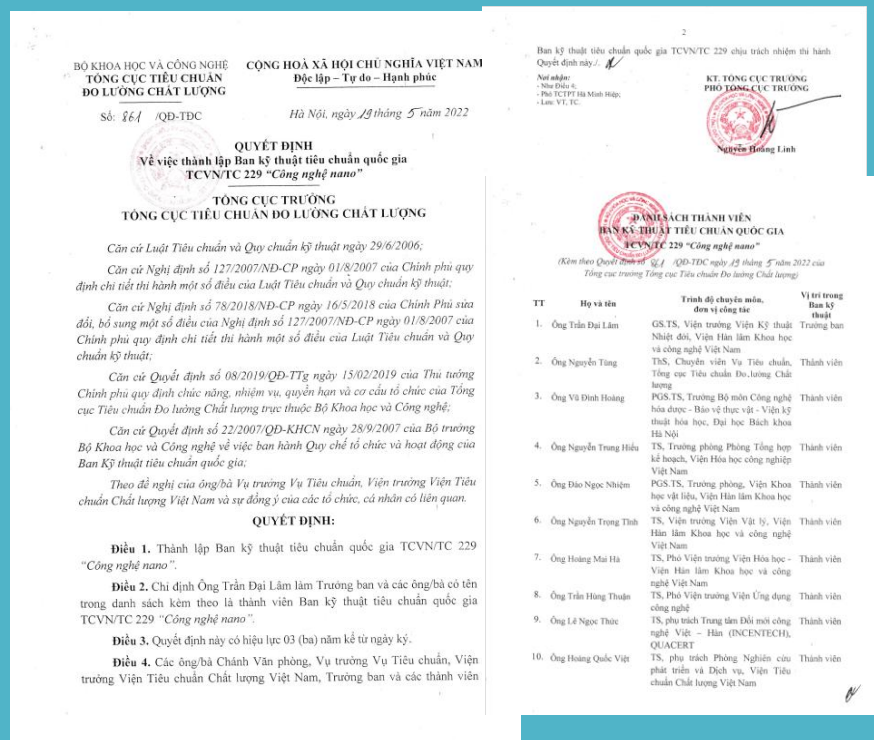 BỘ KHOA HỌC VÀ CÔNG NGHỆ
TỔNG CỤC TIÊU CHUẨN
ĐO LƯỜNG CHẤT LƯỢNG
CỘNG HOÀ XÃ HỘI CHỦ NGHĨA VIỆT NAM
Độc lập – Tự do – Hạnh phúc
Số: 861 /QĐ-TĐC
Hà Nội, ngày 19 tháng 5 năm 2022
QUYẾT ĐỊNH
Về việc thành lập Ban kỹ thuật tiêu chuẩn quốc gia
TCVN/TC 229 “Công nghệ nano”
TỔNG CỤC TRƯỞNG
TỔNG CỤC TIÊU CHUẨN ĐO LƯỜNG CHẤT LƯỢNG
Căn cứ Luật Tiêu chuẩn và Quy chuẩn kỹ thuật ngày 29/6/2006;
Căn cứ Nghị định số 127/2007/NĐ-CP ngày 01/8/2007 của Chính phủ quy
định chi tiết thi hành một số điều của Luật Tiêu chuẩn và Quy chuẩn kỹ thuật;
Căn cứ Nghị định số 78/2018/NĐ-CP ngày 16/5/2018 của Chính Phủ sửa
đổi, bổ sung một số điều của Nghị định số 127/2007/NĐ-CP ngày 01/8/2007 của
Chính phủ quy định chi tiết thi hành một số điều của Luật Tiêu chuẩn và Quy
chuẩn kỹ thuật;
Căn cứ Quyết định số 08/2019/QĐ-TTg ngày 15/02/2019 của Thủ tướng
Chính phủ quy định chức năng, nhiệm vụ, quyền hạn và cơ cấu tổ chức của Tổng
cục Tiêu chuẩn Đo lường Chất lượng trực thuộc Bộ Khoa học và Công nghệ;
Căn cứ Quyết định số 22/2007/QĐ-KHCN ngày 28/9/2007 của Bộ trưởng
Bộ Khoa học và Công nghệ về việc ban hành Quy chế tổ chức và hoạt động của
Ban Kỹ thuật tiêu chuẩn quốc gia;
Theo đề nghị của ông/bà Vụ trưởng Vụ Tiêu chuẩn, Viện trưởng Viện Tiêu
chuẩn Chất lượng Việt Nam và sự đồng ý của các tổ chức, cá nhân có liên quan.
QUYẾT ĐỊNH:
Điều 1. Thành lập Ban kỹ thuật tiêu chuẩn quốc gia TCVN/TC 229
“Công nghệ nano”.
Điều 2. Chỉ định Ông Trần Đại Lâm làm Trưởng ban và các ông/bà có tên
trong danh sách kèm theo là thành viên Ban kỹ thuật tiêu chuẩn quốc gia
TCVN/TC 229 “Công nghệ nano”.
Điều 3. Quyết định này có hiệu lực 03 (ba) năm kể từ ngày ký.
Điều 4. Các ông/bà Chánh Văn phòng, Vụ trưởng Vụ Tiêu chuẩn, Viện
trưởng Viện Tiêu chuẩn Chất lượng Việt Nam, Trưởng ban và các thành viên
2
Ban kỹ thuật tiêu chuẩn quốc gia TCVN/TC 229 chịu trách nhiệm thi hành
Quyết định này./.
Nơi nhận:
- Như Điều 4;
- Phó TCTPT Hà Minh Hiệp;
- Lưu: VT, TC.
KT. TỔNG CỤC TRƯỞNG
PHÓ TỔNG CỤC TRƯỞNG
Nguyễn Hoàng Linh
DANH SÁCH THÀNH VIÊN
BAN KỸ THUẬT TIÊU CHUẨN QUỐC GIA
TCVN/TC 229 “Công nghệ nano”
(Kèm theo Quyết định số 861 /QĐ-TĐC ngày 19 tháng 5 năm 2022 của
Tổng cục trưởng Tổng cục Tiêu chuẩn Đo lường Chất lượng)
TT Họ và tên Trình độ chuyên môn, đơn vị công tác Vị trí trong Ban kỹ thuật
1. Ông Trần Đại Lâm GS.TS, Viện trưởng Viện Kỹ thuật Trưởng ban
Nhiệt đới, Viện Hàn lâm Khoa học
và công nghệ Việt Nam
2. Ông Nguyễn Tùng ThS, Chuyên viên Vụ Tiêu chuẩn, Thành viên
Tổng cục Tiêu chuẩn Đo lường Chất
lượng
3. Ông Vũ Đình Hoàng PGS.TS, Trưởng Bộ môn Công nghệ Thành viên
hóa dược - Bảo vệ thực vật - Viện kỹ
thuật hóa học, Đại học Bách khoa
Hà Nội
4. Ông Nguyễn Trung Hiếu TS, Trưởng phòng Phòng Tổng hợp Thành viên
kế hoạch, Viện Hóa học công nghiệp
Việt Nam
5. Ông Đào Ngọc Nhiệm PGS.TS, Trưởng phòng, Viện Khoa Thành viên
học vật liệu, Viện Hàn lâm Khoa học
và công nghệ Việt Nam
6. Ông Nguyễn Trọng Tĩnh TS, Viện trưởng Viện Vật lý, Viện Thành viên
Hàn lâm Khoa học và công nghệ
Việt Nam
7. Ông Hoàng Mai Hà TS, Phó Viện trưởng Viện Hóa học - Thành viên
Viện Hàn lâm Khoa học và công
nghệ Việt Nam
8. Ông Trần Hùng Thuận TS, Phó Viện trưởng Viện Ứng dụng Thành viên
công nghệ
9. Ông Lê Ngọc Thức TS, phụ trách Trung tâm Đổi mới công Thành viên
nghệ Việt – Hàn (INCENTECH),
QUACERT
10. Ông Hoàng Quốc Việt TS, phụ trách Phòng Nghiên cứu Thành viên
phát triển và Dịch vụ, Viện Tiêu
chuẩn Chất lượng Việt Nam